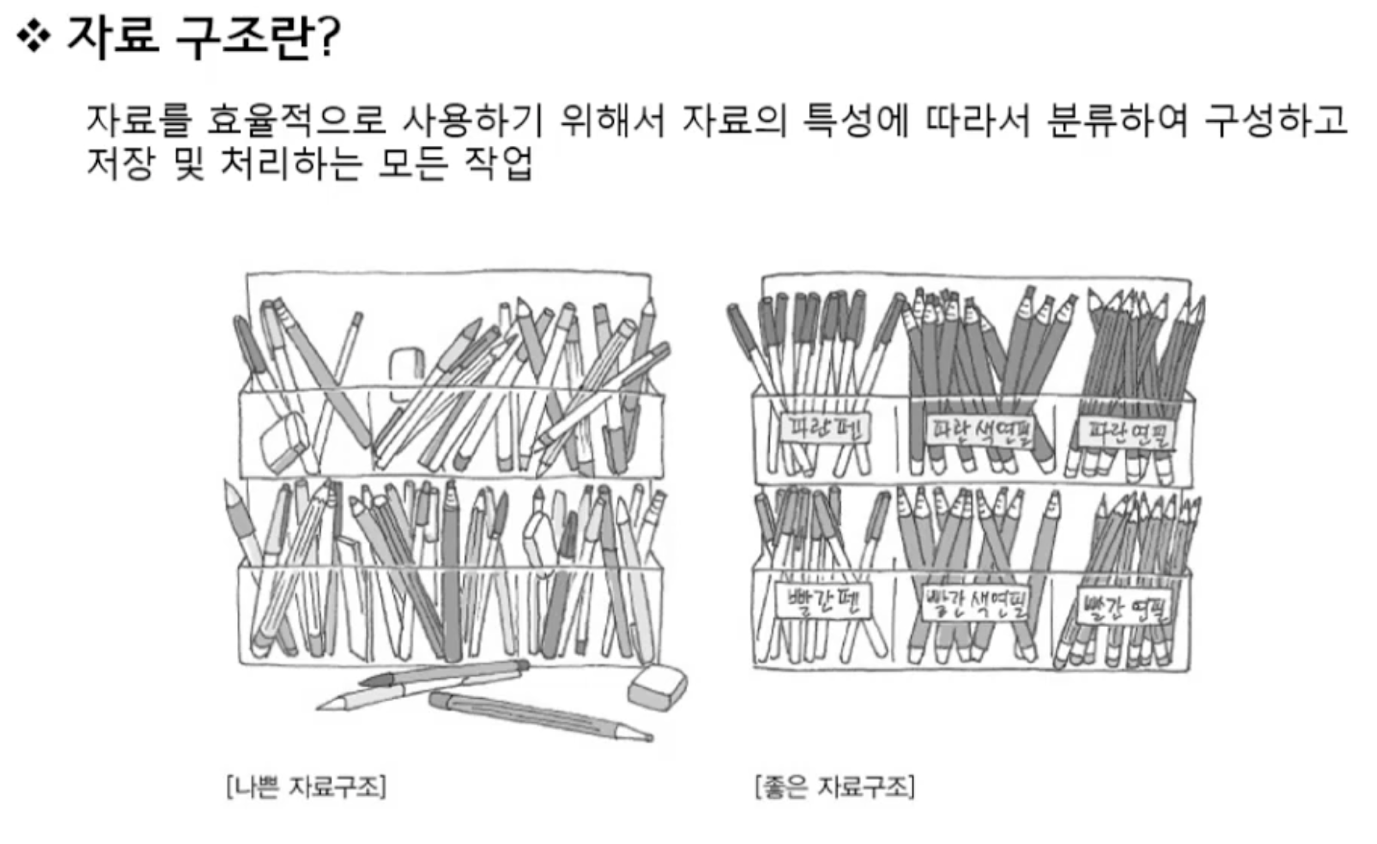 ❖ 자료 구조란?
자료를 효율적으로 사용하기 위해서 자료의 특성에 따라서 분류하여 구성하고
저장 및 처리하는 모든 작업
파란펜 파란색연필 파란연필
빨간펜 빨간색연필 빨간 연필
[나쁜 자료구조] [좋은 자료구조]